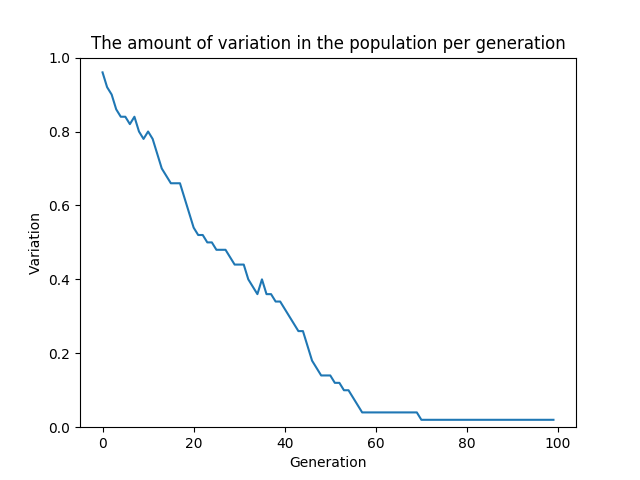 The amount of variation in the population per generation
1.0
0.8
0.6
0.4
0.2
0.0
Variation
0 20 40 60 80 100
Generation